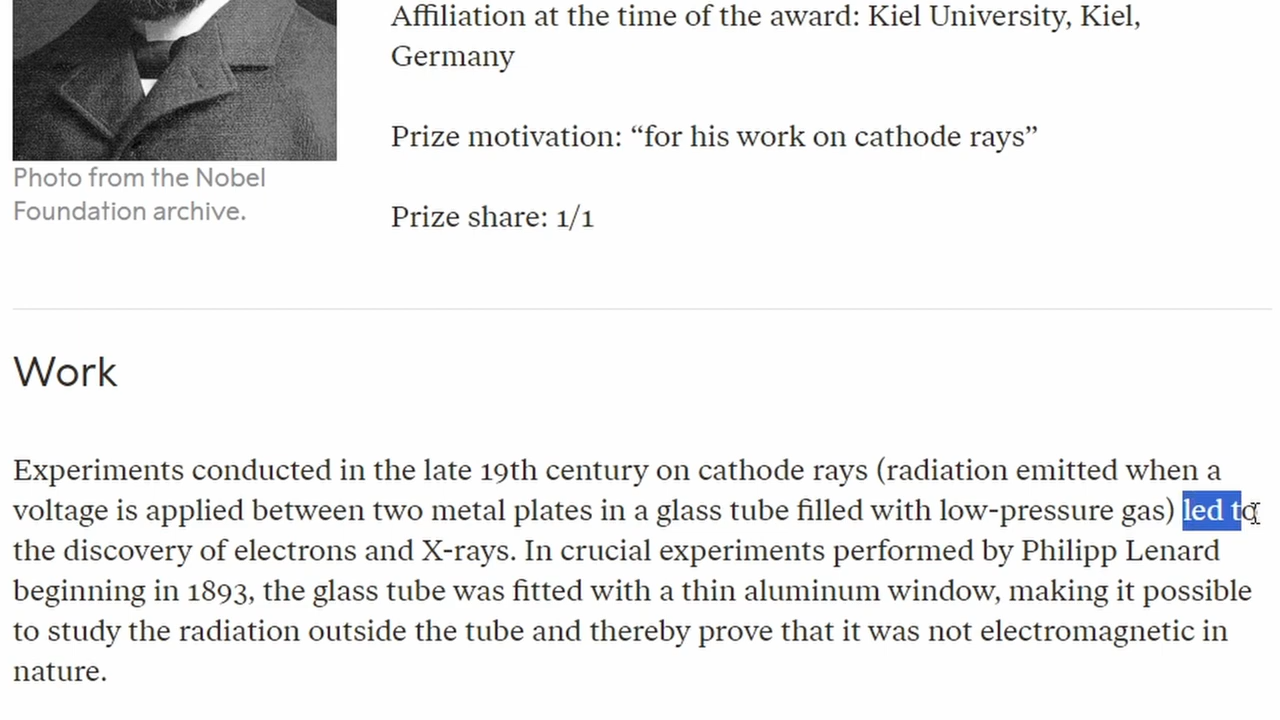 Affiliation at the time of the award: Kiel University, Kiel,
Germany
Prize motivation: “for his work on cathode rays”
Prize share: 1/1
Photo from the Nobel
Foundation archive.
Work
Experiments conducted in the late 19th century on cathode rays (radiation emitted when a
voltage is applied between two metal plates in a glass tube filled with low-pressure gas) led to
the discovery of electrons and X-rays. In crucial experiments performed by Philipp Lenard
beginning in 1893, the glass tube was fitted with a thin aluminum window, making it possible
to study the radiation outside the tube and thereby prove that it was not electromagnetic in
nature.